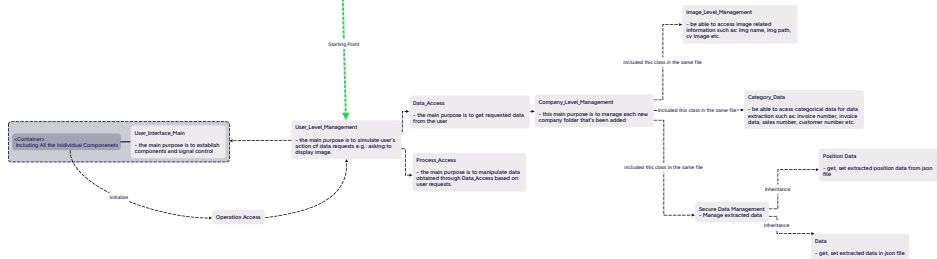 Image_Level_Management
- be able to access image related
information such as: img name, img path,
cv image etc.
Starting Point
included this class in the same file
Data_Access
- the main purpose is to get requested data
from the user
Company_Level_Management
- this main purpose is to manage each new
company folder that's been added
included this class in the same file
Category_Data
- be able to acess categorical data for data
extraction such as: invoice number, invoice
data, sales number, customer number etc.
<Container>
Including All the Individual Componenets
User_Interface_Main
- the main purpose is to establish
components and signal control
User_Level_Management
- the main purpose is to simulate user's
action of data requests e.g.: asking to
display image.
Process_Access
- the main purpose is to manipulate data
obtained through Data_Access based on
user requests.
included this class in the same file
Position Data
- get, set extracted position data from json
file
Inheritance
initialize
Operation Access
Secure Data Management
- Manage extracted data
Inheritance
Data
- get, set extracted data in json file